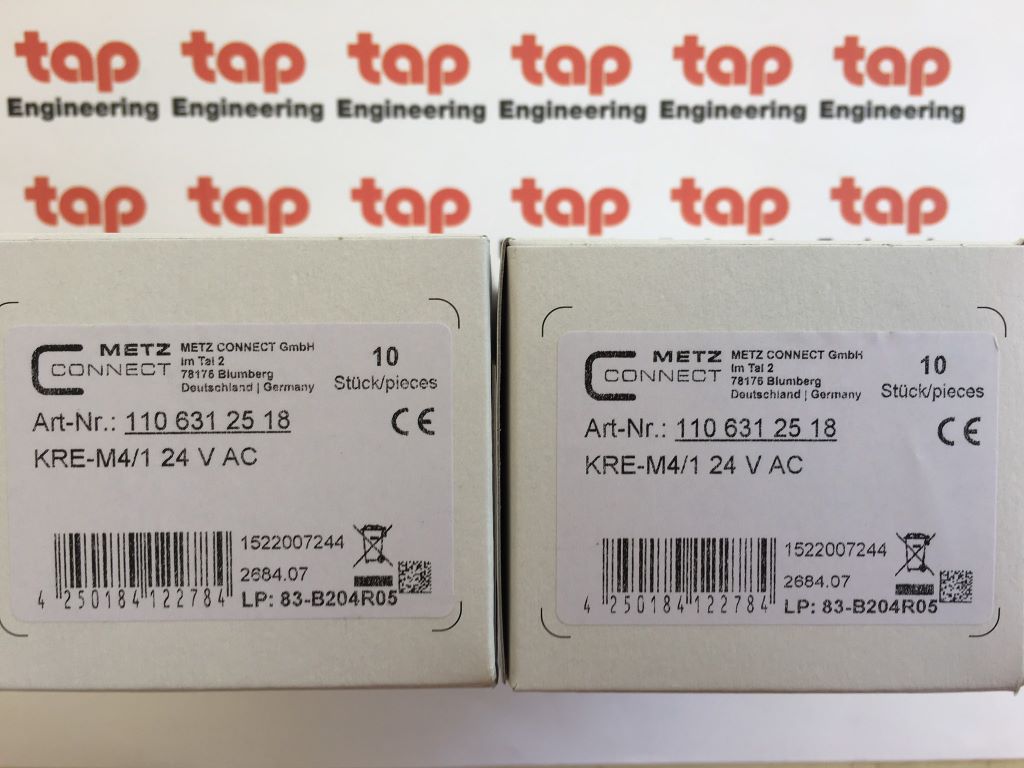 tap tap tap tap tap tap
Engineering Engineering Engineering Engineering Engineering Engineering
tap tap tap tap tap tap
METZ
CONNECT
METZ CONNECT GmbH
Im Tal 2
78176 Blumberg
Deutschland | Germany
10
Stück/pieces
Art-Nr.: 110 631 25 18
CE
KRE-M4/1 24 V AC
1522007244
2684.07
4 250184 122784
LP: 83-B204R05
METZ
CONNECT
METZ CONNECT GmbH
Im Tal 2
78176 Blumberg
Deutschland | Germany
10
Stück/pieces
Art-Nr.: 110 631 25 18
CE
KRE-M4/1 24 V AC
1522007244
2684.07
4 250184 122784
LP: 83-B204R05